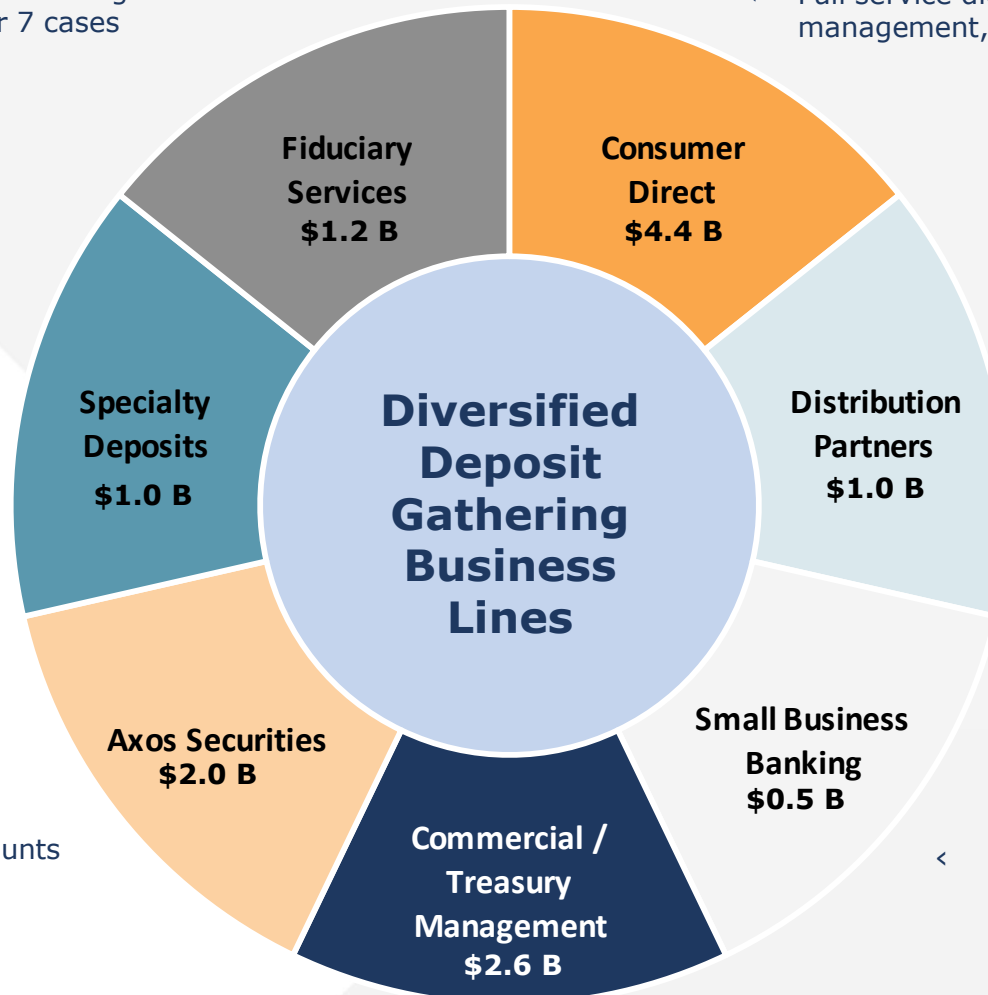 r 7 cases
management,
Fiduciary
Services
$1.2 B
Consumer
Direct
$4.4 B
Specialty
Deposits
$1.0 B
Diversified
Deposit
Gathering
Business
Lines
Distribution
Partners
$1.0 B
Axos Securities
$2.0 B
Small Business
Banking
$0.5 B
Commercial /
Treasury
Management
$2.6 B
unts
‹